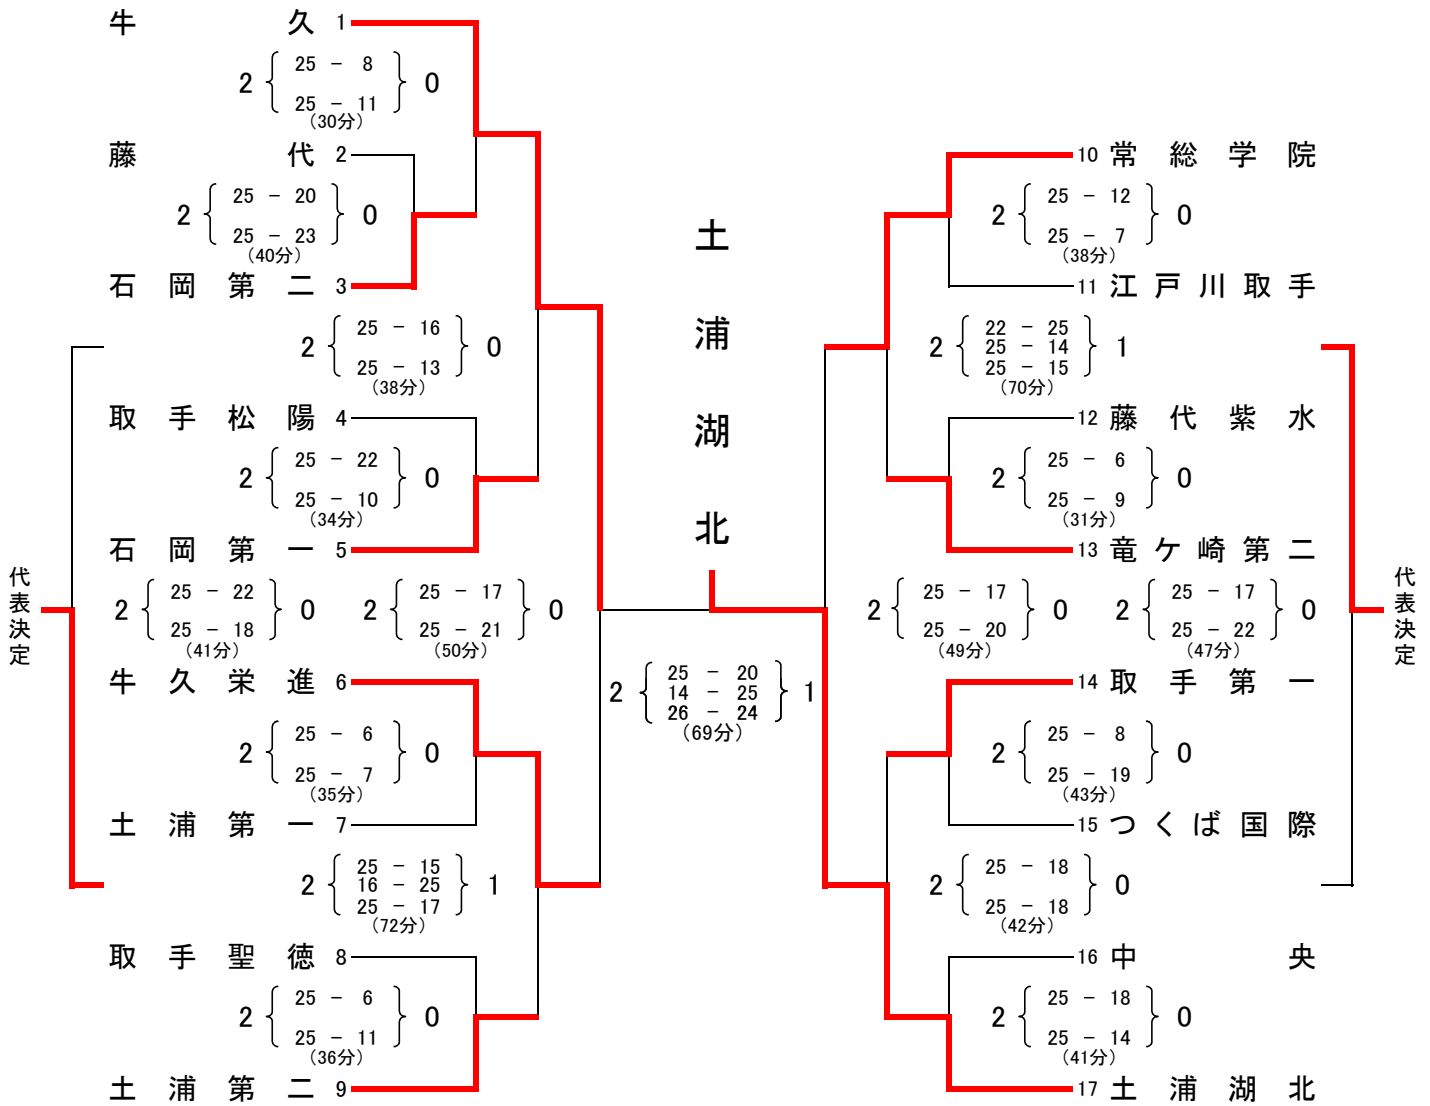 牛久 1
2 25 － 8 0
25 － 11
（30分）
藤代 2
2 25 － 20 0
25 － 23
（40分）
石岡第二 3
2 25 － 16 0
25 － 13
（38分）
取手松陽 4
2 25 － 22 0
25 － 10
（34分）
石岡第一 5
代表決定
2 25 － 22 0
25 － 18
（41分）
2 25 － 17 0
25 － 21
（50分）
牛久栄進 6
2 25 － 6 0
25 － 7
（35分）
土浦第一 7
2 25 － 15 1
16 － 25
25 － 17
（72分）
取手聖徳 8
2 25 － 6 0
25 － 11
（36分）
土浦第二 9
土浦湖北
2 25 － 20 1
14 － 25
26 － 24
（69分）
10 常総学院
2 25 － 12 0
25 － 7
（38分）
11 江戸川取手
2 22 － 25 1
25 － 14
25 － 15
（70分）
12 藤代紫水
2 25 － 6 0
25 － 9
（31分）
13 竜ケ崎第二
2 25 － 17 0
25 － 20
（49分）
2 25 － 17 0
25 － 22
（47分）
代表決定
14 取手第一
2 25 － 8 0
25 － 19
（43分）
15 つくば国際
2 25 － 18 0
25 － 18
（42分）
16 中央
2 25 － 18 0
25 － 14
（41分）
17 土浦湖北